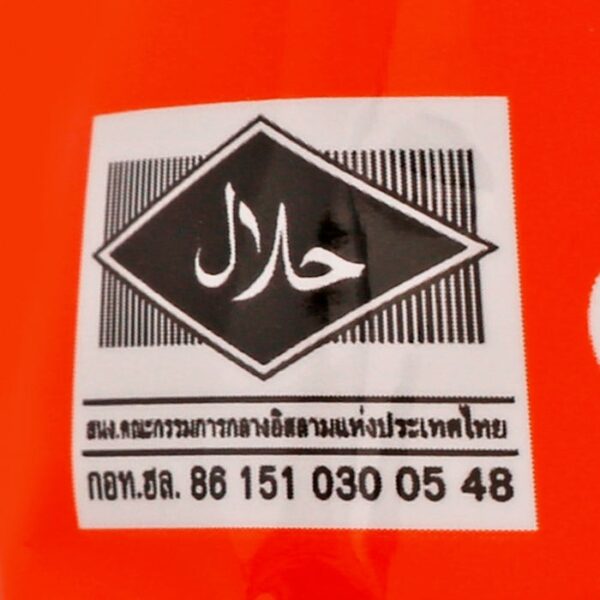 حلال
สนง.คณะกรรมการกลางอิสลามแห่งประเทศไทย
กอท.ฮล. 86 151 030 05 48